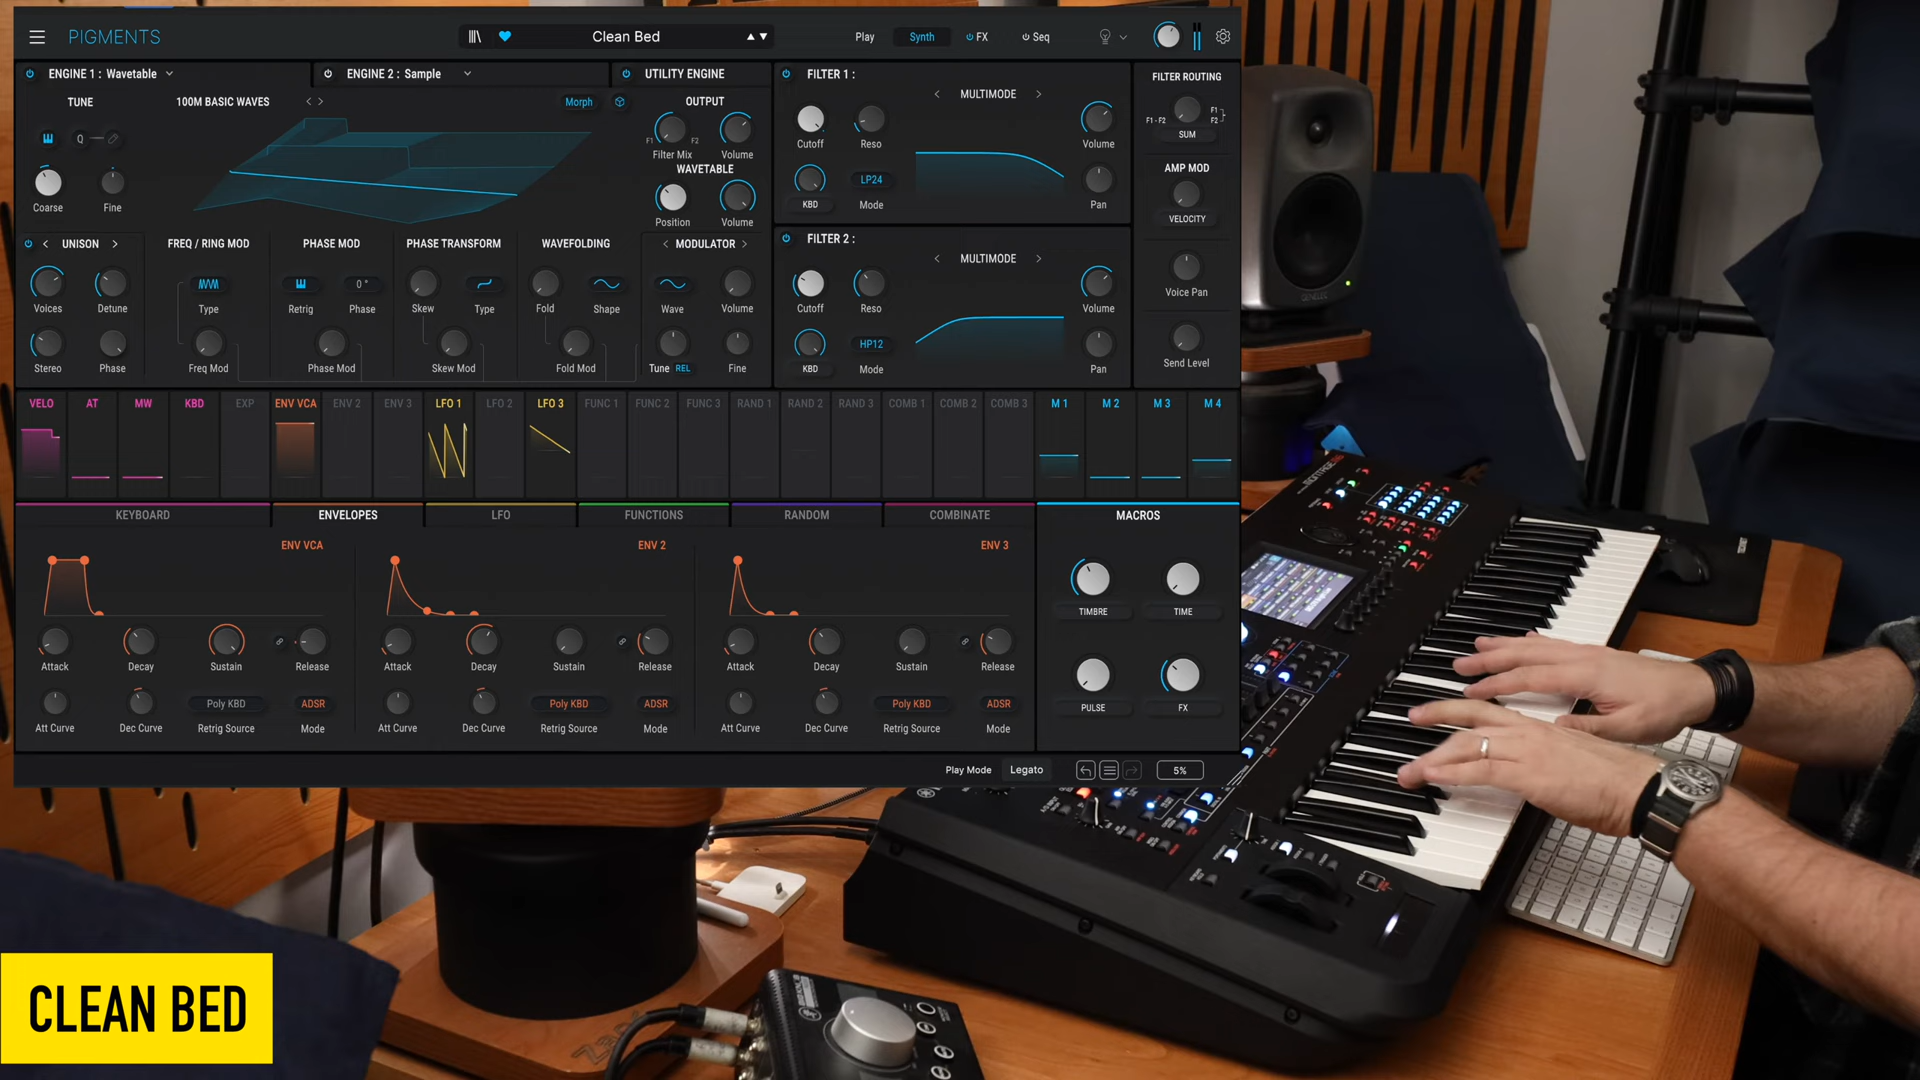 PIGMENTS
Clean Bed
Play Synth FX Seq
ENGINE 1 : Wavetable
ENGINE 2 : Sample
UTILITY ENGINE
TUNE
100M BASIC WAVES
Morph
OUTPUT
Q
Coarse
Fine
F1
F2
Filter Mix
Volume
WAVETABLE
Position
Volume
FILTER 1 :
MULTIMODE
Cutoff
Reso
Volume
KBD
LP24
Mode
Pan
FILTER 2 :
MULTIMODE
Cutoff
Reso
Volume
KBD
HP12
Mode
Pan
FILTER ROUTING
F1 - F2
F1
F2
SUM
AMP MOD
VELOCITY
Voice Pan
Send Level
UNISON
Voices
Detune
Stereo
Phase
FREQ / RING MOD
Type
Freq Mod
PHASE MOD
0 °
Retrig
Phase
Phase Mod
PHASE TRANSFORM
Skew
Type
Skew Mod
WAVEFOLDING
Fold
Shape
Fold Mod
MODULATOR
Wave
Volume
Tune REL
Fine
VELO AT MW KBD EXP ENV VCA ENV 2 ENV 3 LFO 1 LFO 2 LFO 3 FUNC 1 FUNC 2 FUNC 3 RAND 1 RAND 2 RAND 3 COMB 1 COMB 2 COMB 3 M 1 M 2 M 3 M 4
KEYBOARD ENVELOPES LFO FUNCTIONS RANDOM COMBINATE MACROS
ENV VCA
Attack Decay Sustain Release
Poly KBD ADSR
Att Curve Dec Curve Retrig Source Mode
ENV 2
Attack Decay Sustain Release
Poly KBD ADSR
Att Curve Dec Curve Retrig Source Mode
ENV 3
Attack Decay Sustain Release
Poly KBD ADSR
Att Curve Dec Curve Retrig Source Mode
TIMBRE TIME
PULSE FX
Play Mode Legato 5%
GENELEC
CLEAN BED